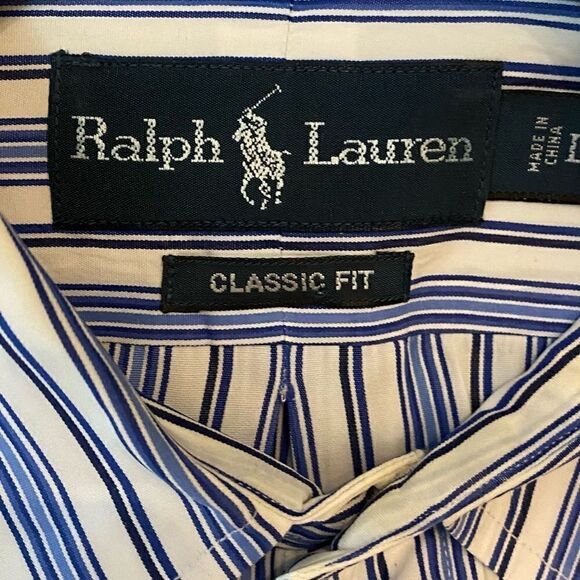 Ralph Lauren
MADE IN
CHINA
CLASSIC FIT